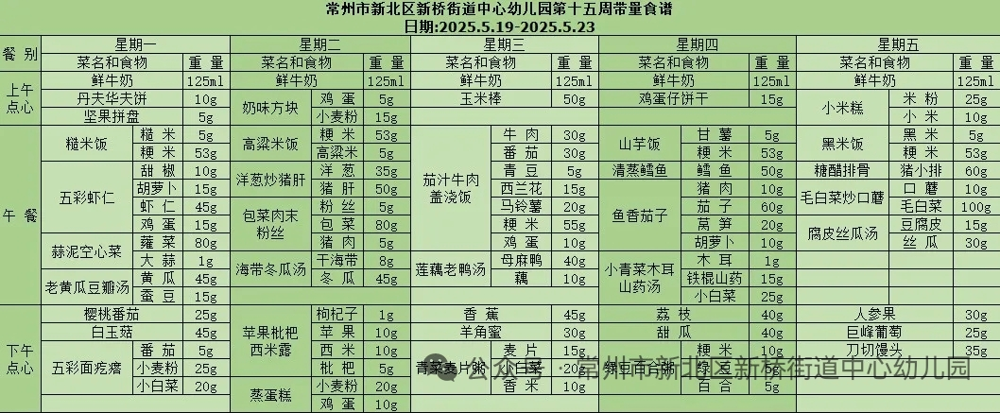 常州市新北区新桥街道中心幼儿园第十五周带量食谱
日期:2025.5.19-2025.5.23
餐 别 星期一 星期二 星期三 星期四 星期五
菜名和食物 重 量 菜名和食物 重 量 菜名和食物 重 量 菜名和食物 重 量 菜名和食物 重 量
上午点心 鲜牛奶 125ml 鲜牛奶 125ml 鲜牛奶 125ml 鲜牛奶 125ml 鲜牛奶 125ml
丹夫华夫饼 10g 奶味方块 鸡 蛋 5g 玉米棒 50g 鸡蛋仔饼干 15g 小米糕 米 粉 25g
坚果拼盘 5g 小麦粉 15g 小 米 10g
午 餐 糙米饭 糙 米 5g 高粱米饭 粳 米 53g 茄汁牛肉盖浇饭 牛 肉 30g 山芋饭 甘 薯 5g 黑米饭 黑 米 5g
粳 米 53g 高粱米 5g 番 茄 30g 粳 米 53g 粳 米 53g
五彩虾仁 甜 椒 10g 洋葱炒猪肝 洋 葱 35g 青 豆 5g 清蒸鳕鱼 鳕 鱼 50g 糖醋排骨 猪小排 60g
胡萝卜 15g 猪 肝 50g 西兰花 15g 鱼香茄子 猪 肉 10g 毛白菜炒口蘑 口 蘑 10g
虾 仁 45g 包菜肉末粉丝 粉 丝 5g 马铃薯 20g 茄 子 60g 毛白菜 100g
鸡 蛋 15g 包 菜 80g 粳 米 55g 莴 笋 20g 腐皮丝瓜汤 豆腐皮 15g
蒜泥空心菜 蕹 菜 80g 猪 肉 5g 鸡 蛋 10g 胡萝卜 10g 丝 瓜 30g
大 蒜 1g 海带冬瓜汤 干海带 8g 莲藕老鸭汤 母麻鸭 40g 小青菜木耳山药汤 木 耳 1g
老黄瓜豆瓣汤 黄 瓜 45g 冬 瓜 45g 藕 10g 铁棍山药 15g
蚕 豆 15g 小白菜 25g
下午点心 樱桃番茄 25g 苹果枇杷西米露 枸杞子 1g 香 蕉 45g 荔 枝 40g 人参果 30g
白玉菇 45g 苹 果 10g 羊角蜜 30g 甜 瓜 40g 巨峰葡萄 25g
五彩面疙瘩 番 茄 5g 西 米 10g 青菜麦片粥 麦 片 15g 绿豆百合粥 粳 米 10g 刀切馒头 35g
小麦粉 25g 枇 杷 5g 小白菜 20g 绿 豆 5g
小白菜 20g 蒸蛋糕 小麦粉 20g 香 米 10g 百 合 5g
鸡 蛋 10g
公众号 · 常州市新北区新桥街道中心幼儿园